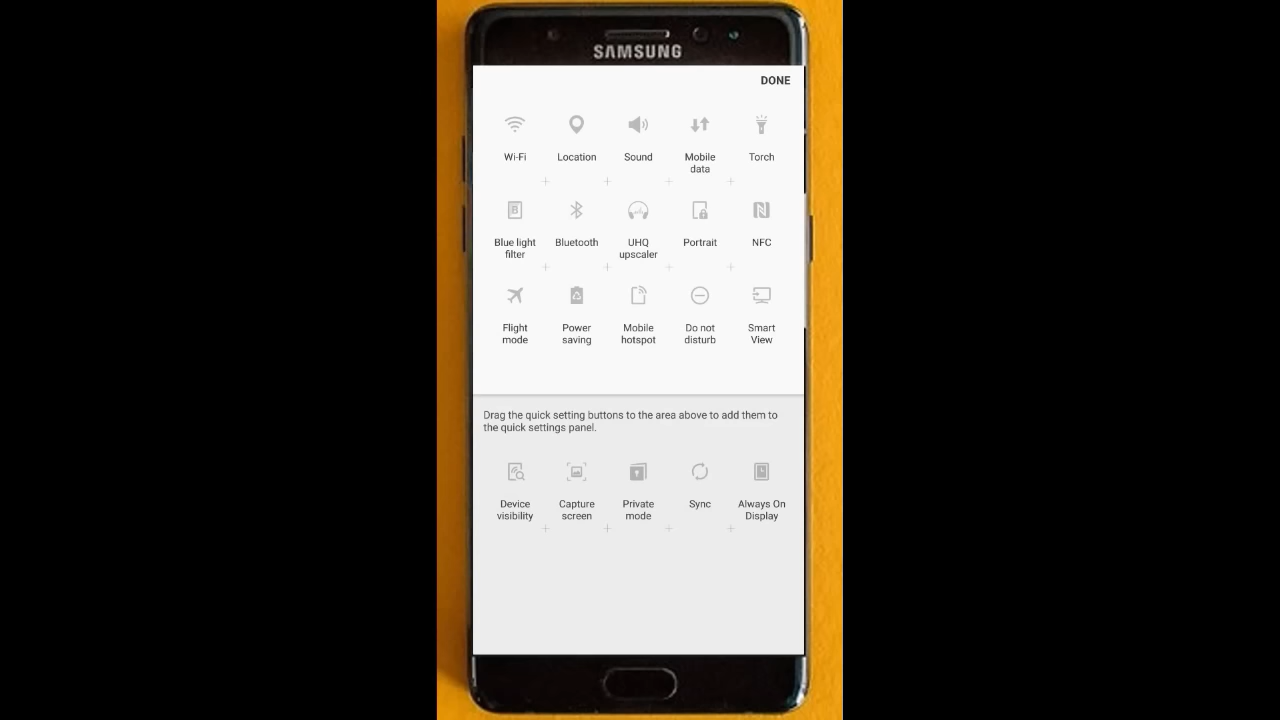 SAMSUNG
DONE
Wi-Fi Location Sound Mobile data Torch
Blue light filter Bluetooth UHQ upscaler Portrait NFC
Flight mode Power saving Mobile hotspot Do not disturb Smart View
Drag the quick setting buttons to the area above to add them to
the quick settings panel.
Device visibility Capture screen Private mode Sync Always On Display